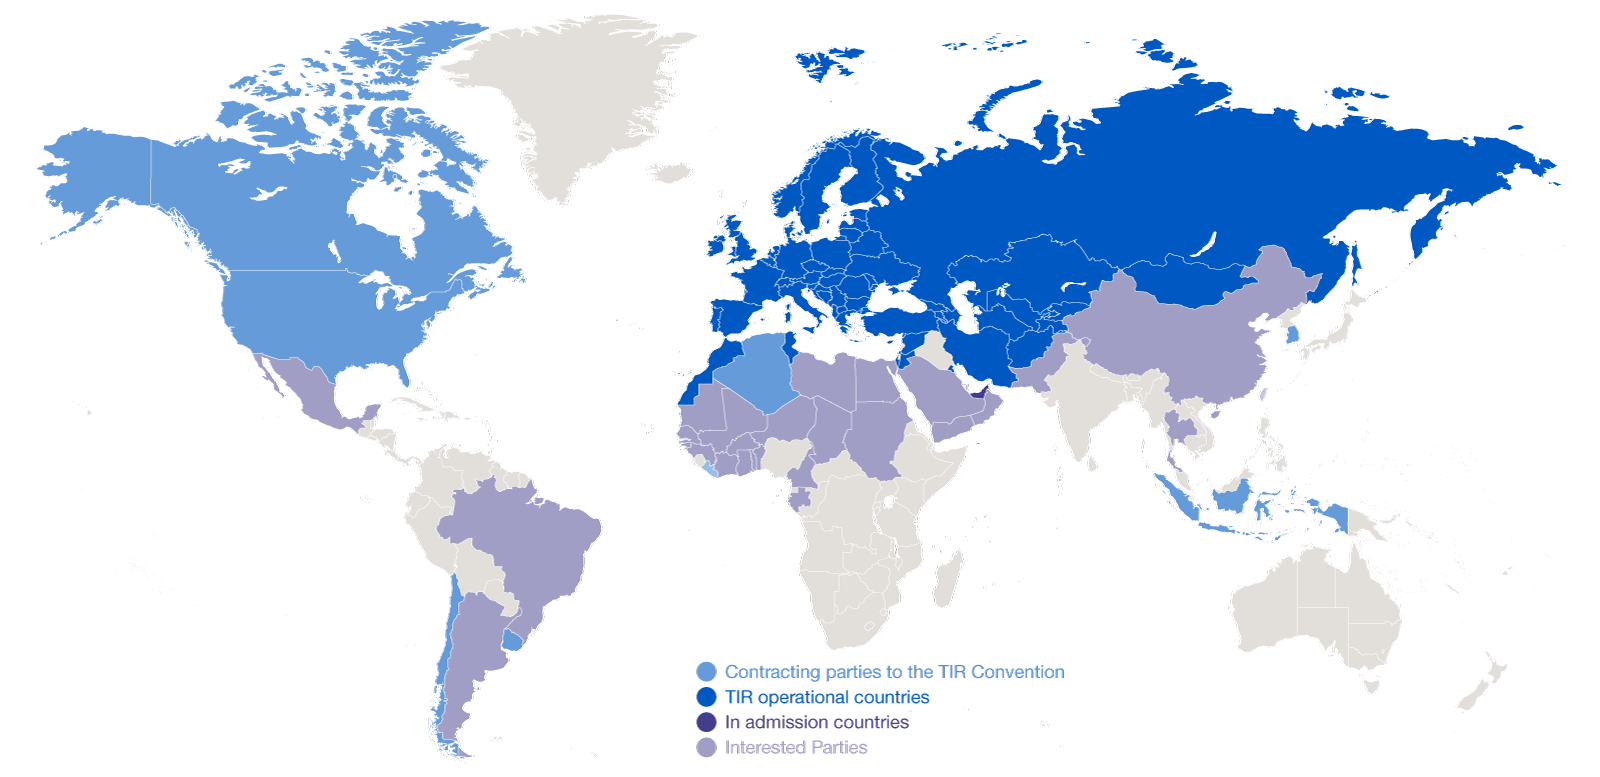 Contracting parties to the TIR Convention
TIR operational countries
In admission countries
Interested Parties